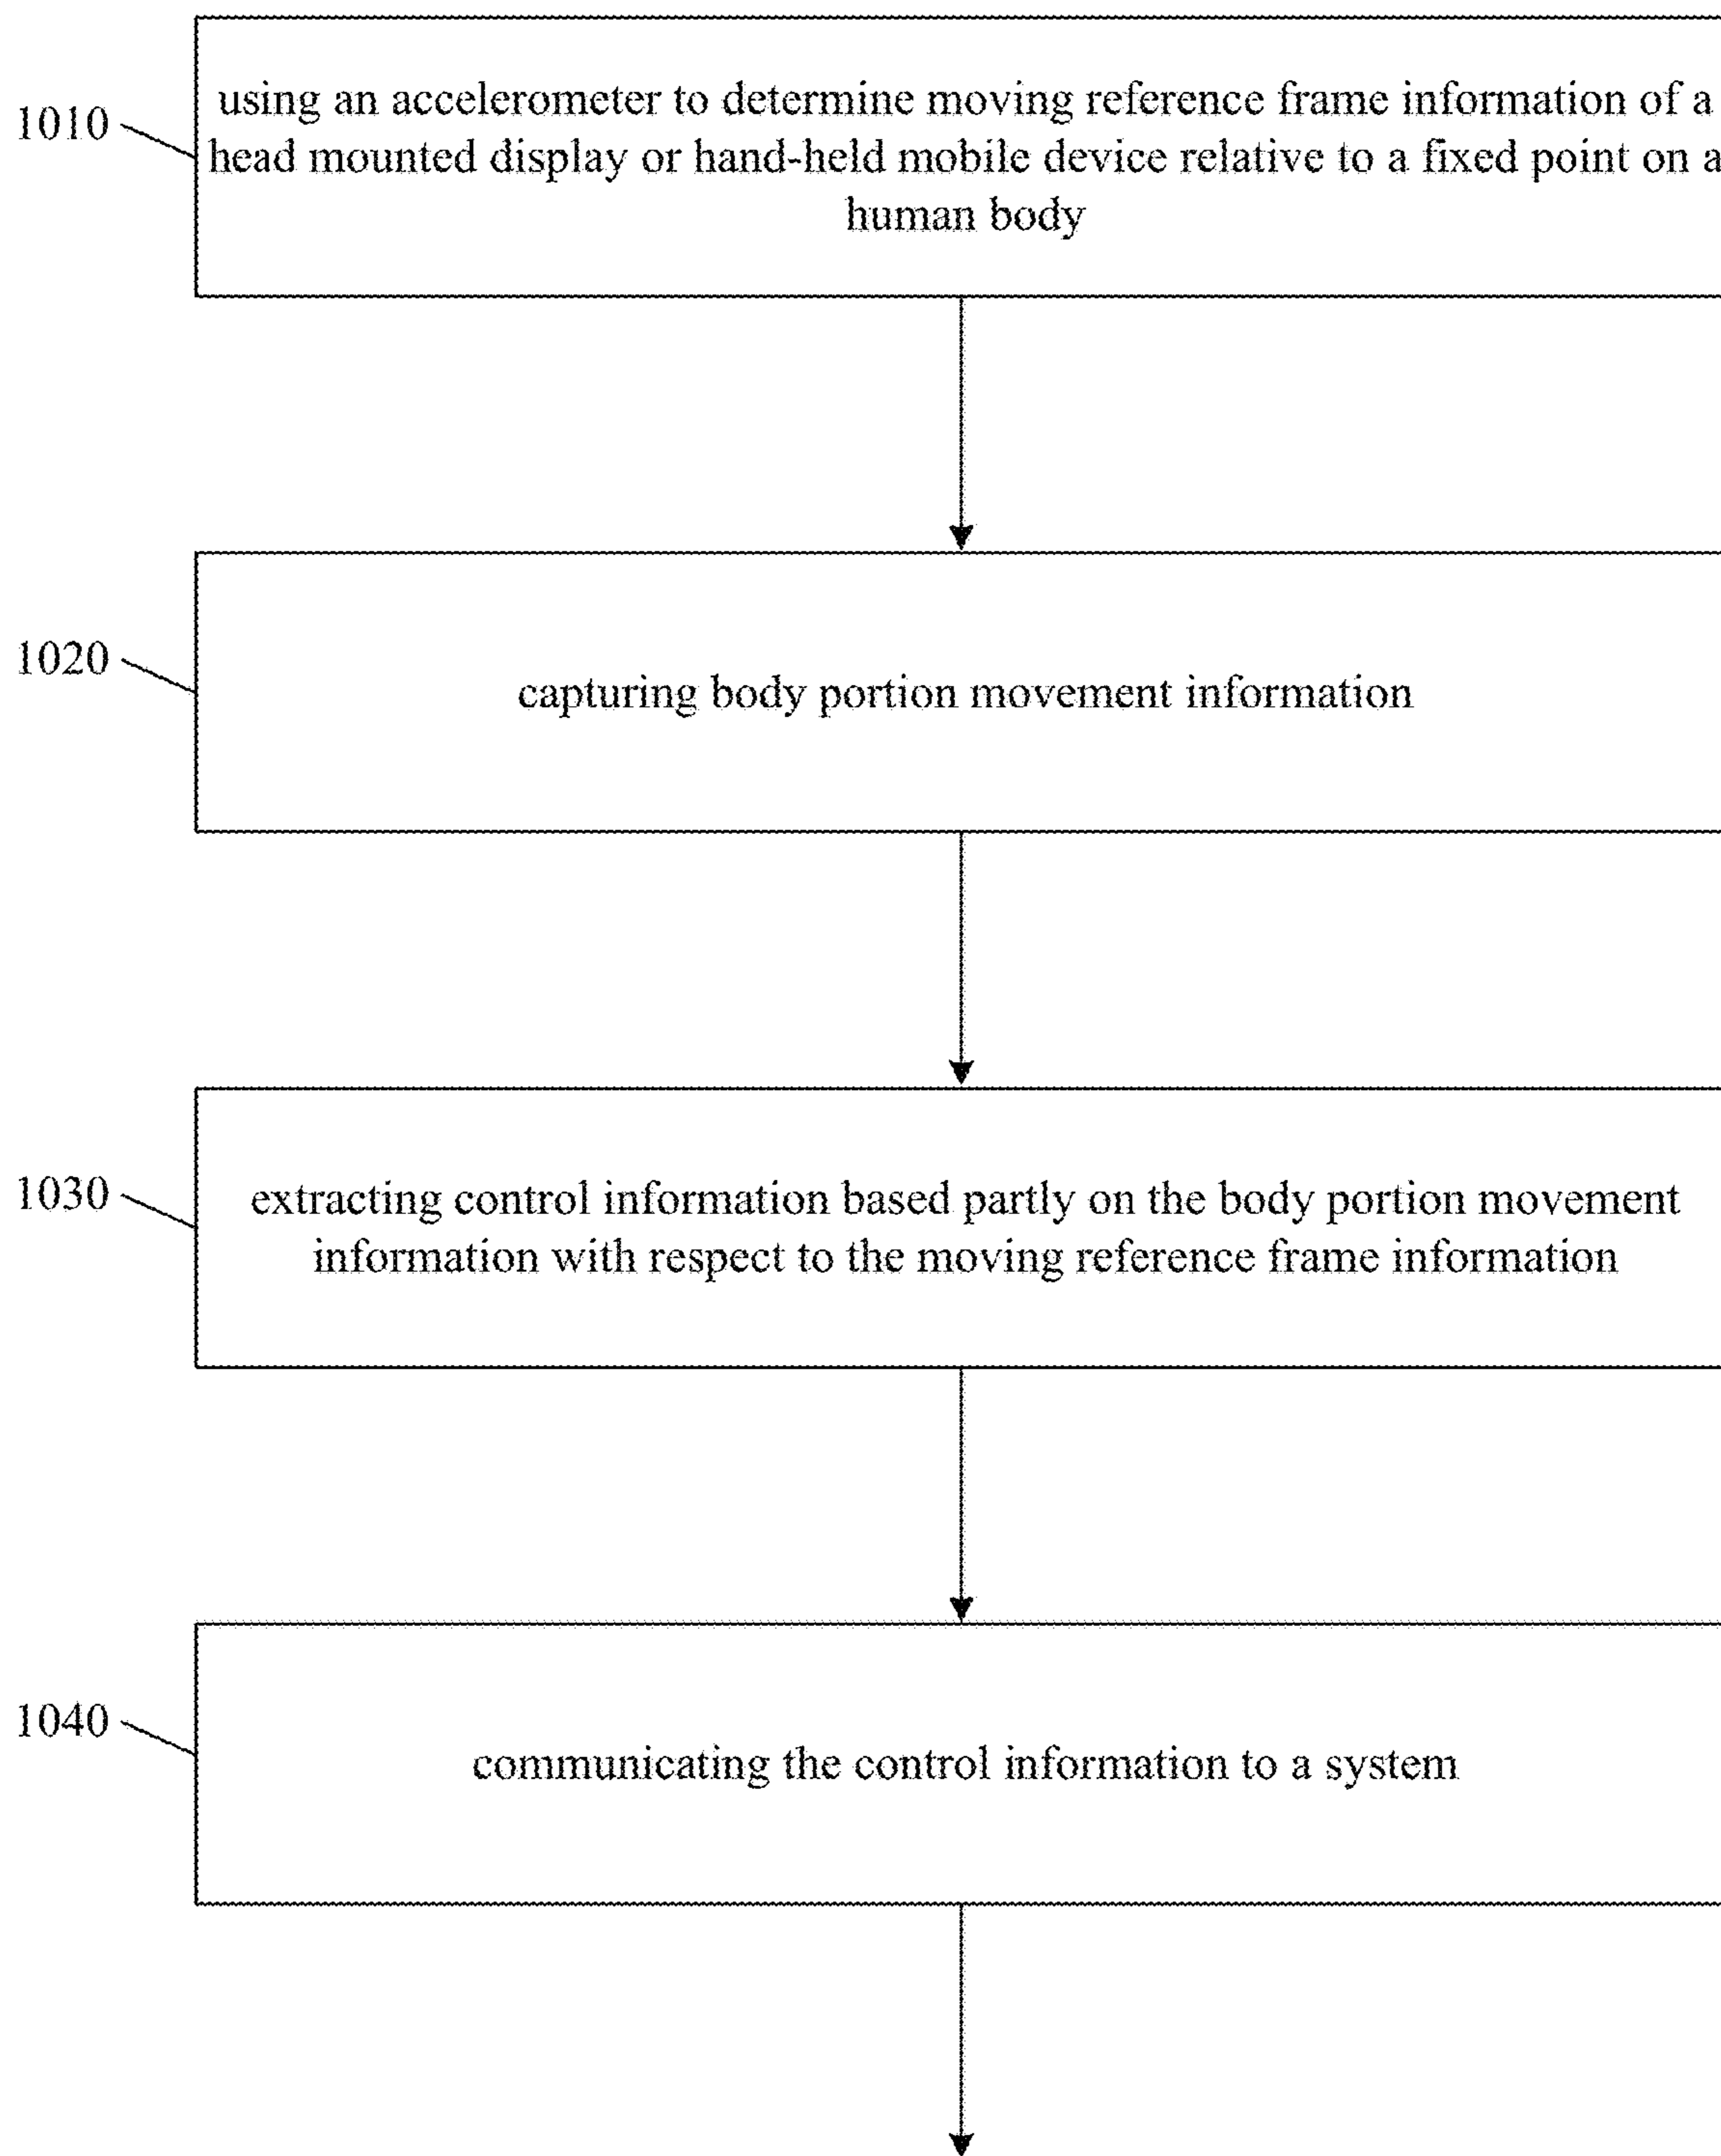 1010
using an accelerometer to determine moving reference frame information of a
head mounted display or hand-held mobile device relative to a fixed point on a
human body
1020
capturing body portion movement information
1030
extracting control information based partly on the body portion movement
information with respect to the moving reference frame information
1040
communicating the control information to a system